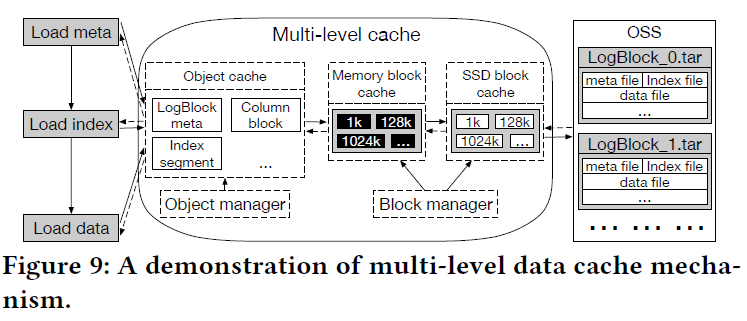 Load meta
Load index
Load data
Multi-level cache
Object cache
LogBlock
meta
Column
block
Index
segment
...
Object manager
Memory block
cache
1k 128k
1024k ...
SSD block
cache
1k 128k
1024k ...
Block manager
OSS
LogBlock_0.tar
meta file Index file
data file
...
LogBlock_1.tar
meta file Index file
data file
...
... ... ...
Figure 9: A demonstration of multi-level data cache mecha-
nism.